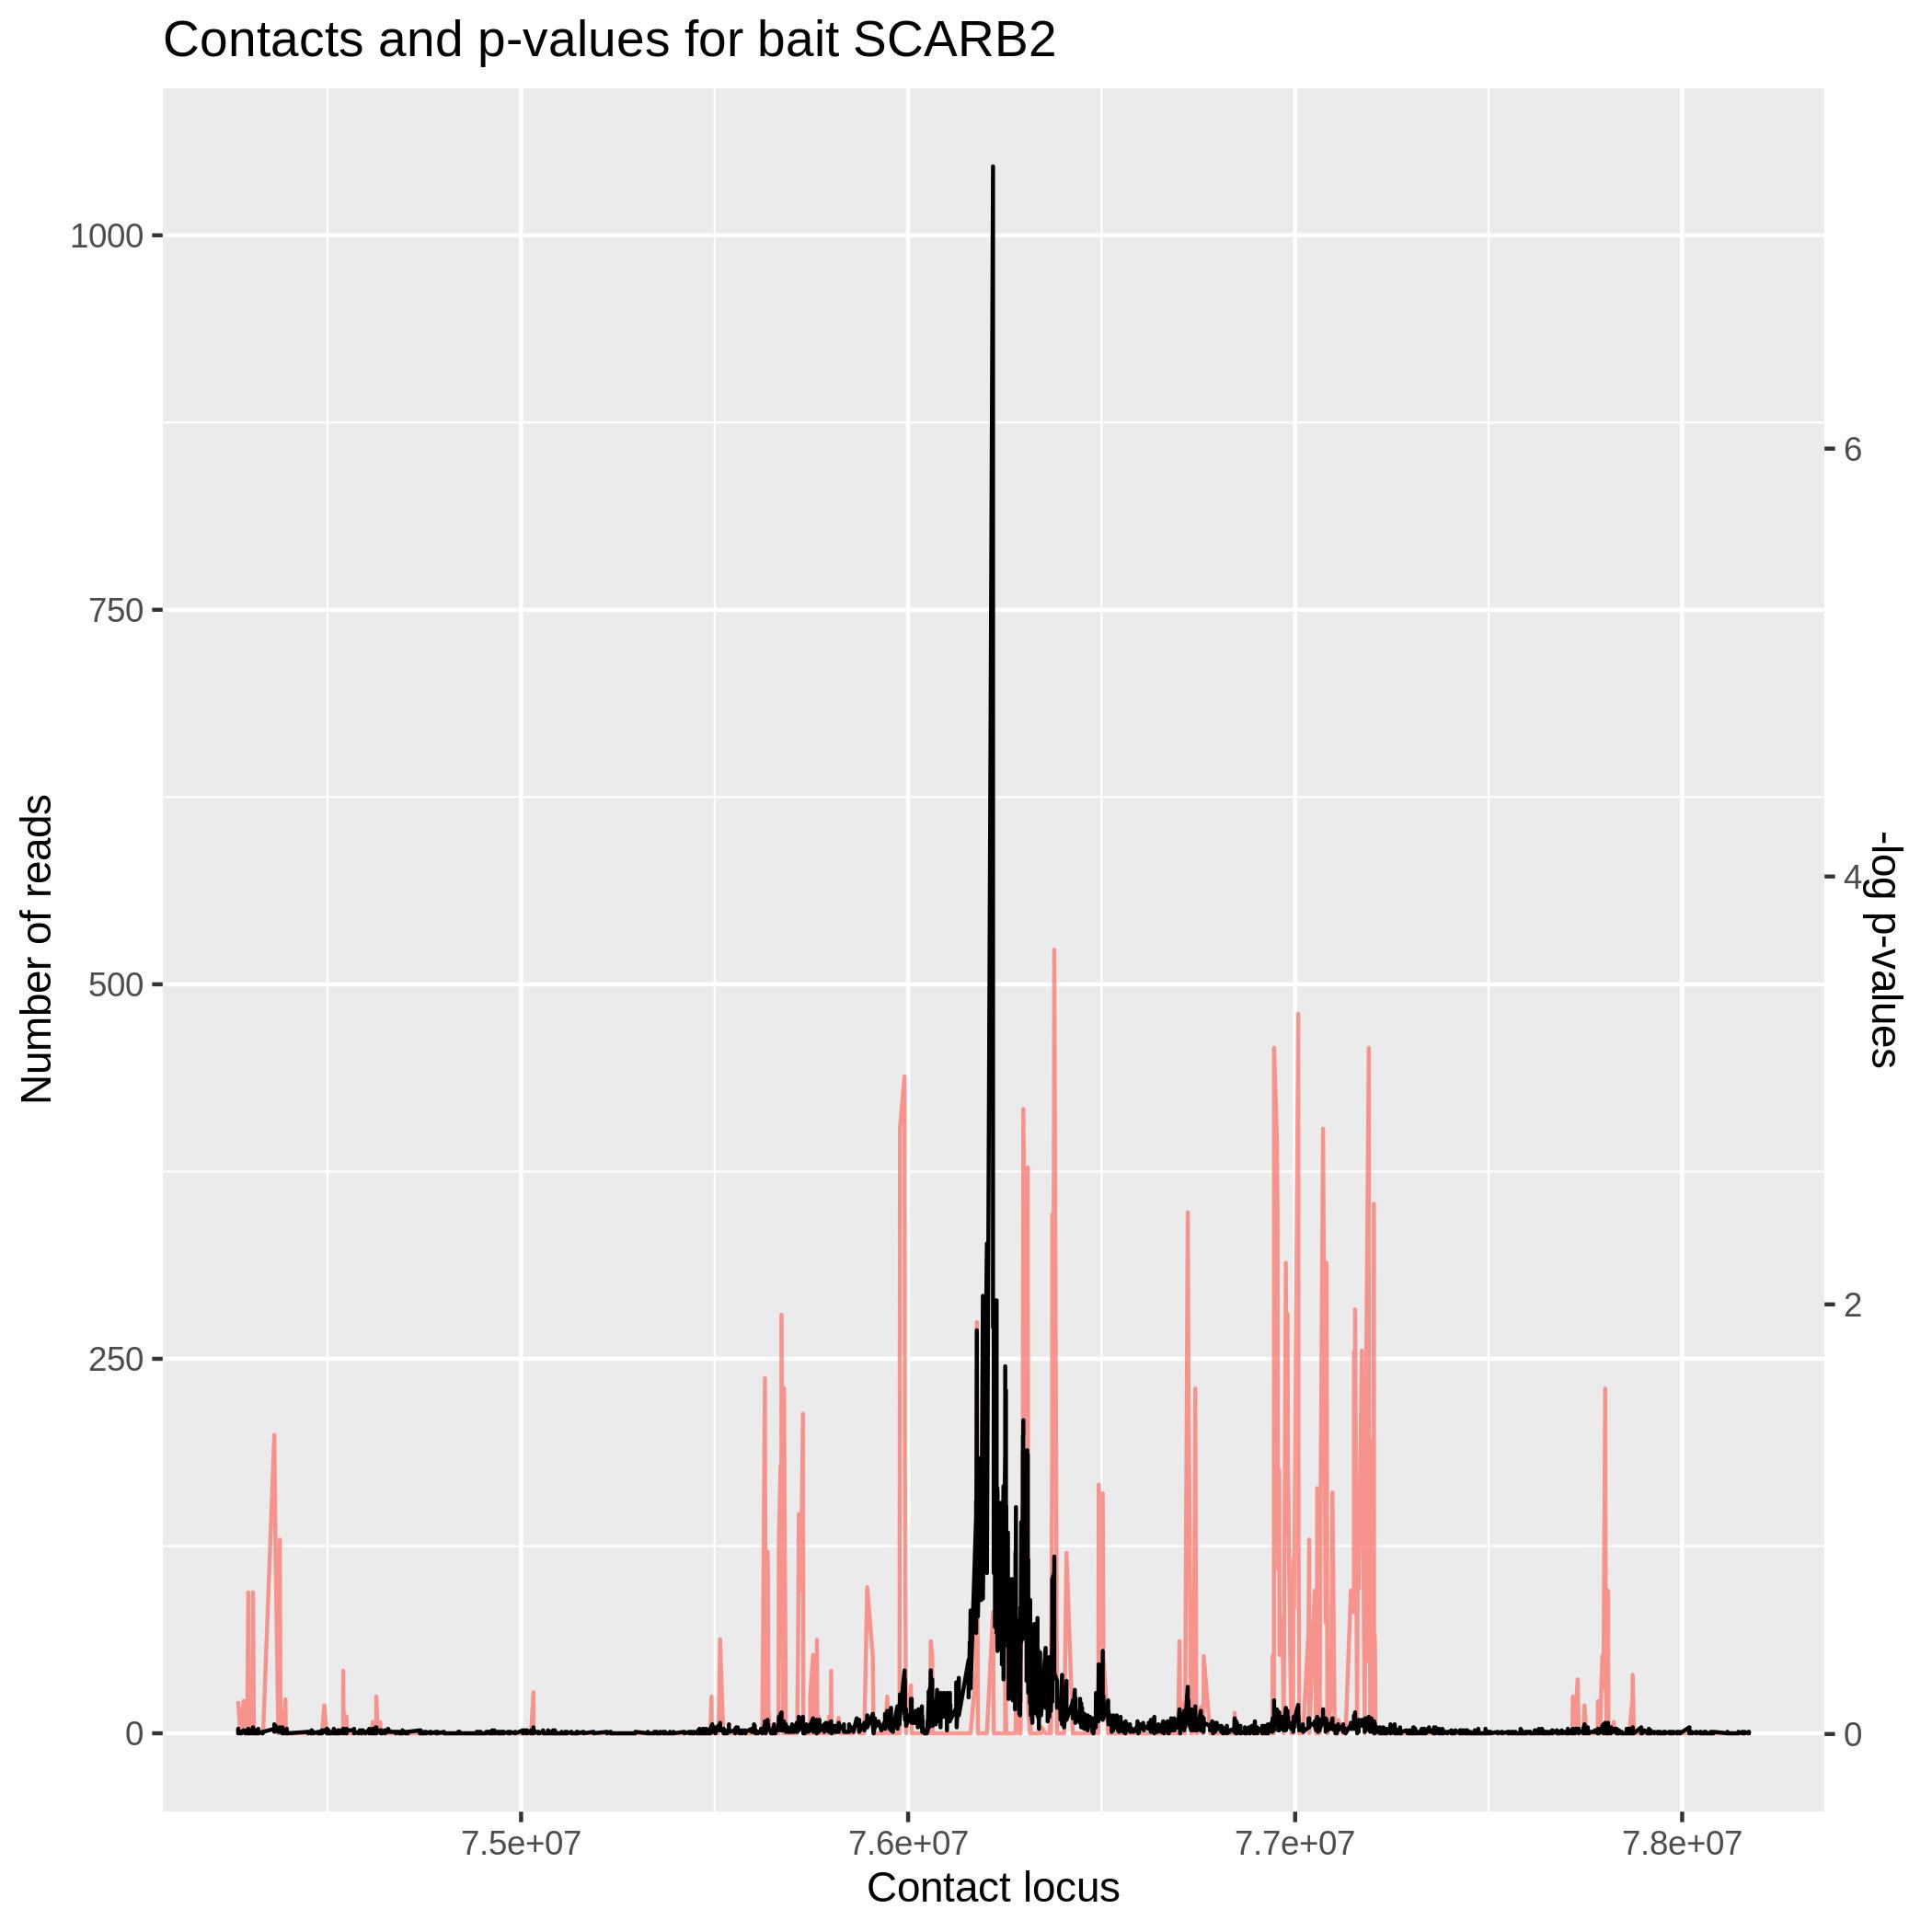 Contacts and p-values for bait SCARB2
1000
750
500
250
0
Number of reads
6
4
2
0
-log p-values
7.5e+07
7.6e+07
7.7e+07
7.8e+07
Contact locus